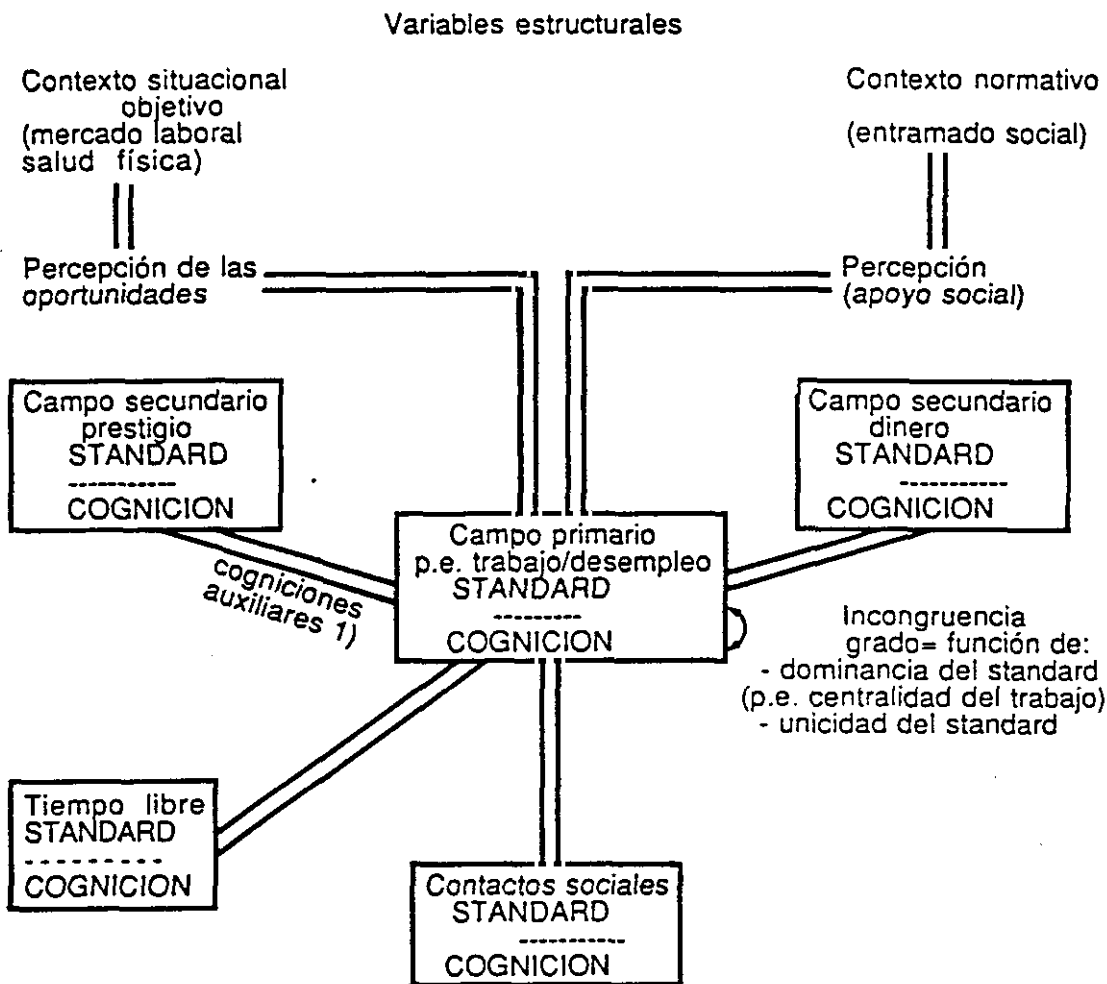 Variables estructurales
Contexto situacional
objetivo
(mercado laboral
salud física)
Contexto normativo
(entramado social)
Percepción de las
oportunidades
Percepción
(apoyo social)
Campo secundario
prestigio
STANDARD
-----------
COGNICION
Campo secundario
dinero
STANDARD
-----------
COGNICION
Campo primario
p.e. trabajo/desempleo
STANDARD
---------
COGNICION
cogniciones
auxiliares 1)
Incongruencia
grado= función de:
- dominancia del standard
(p.e. centralidad del trabajo)
- unicidad del standard
Tiempo libre
STANDARD
----------
COGNICION
Contactos sociales
STANDARD
-----------
COGNICION